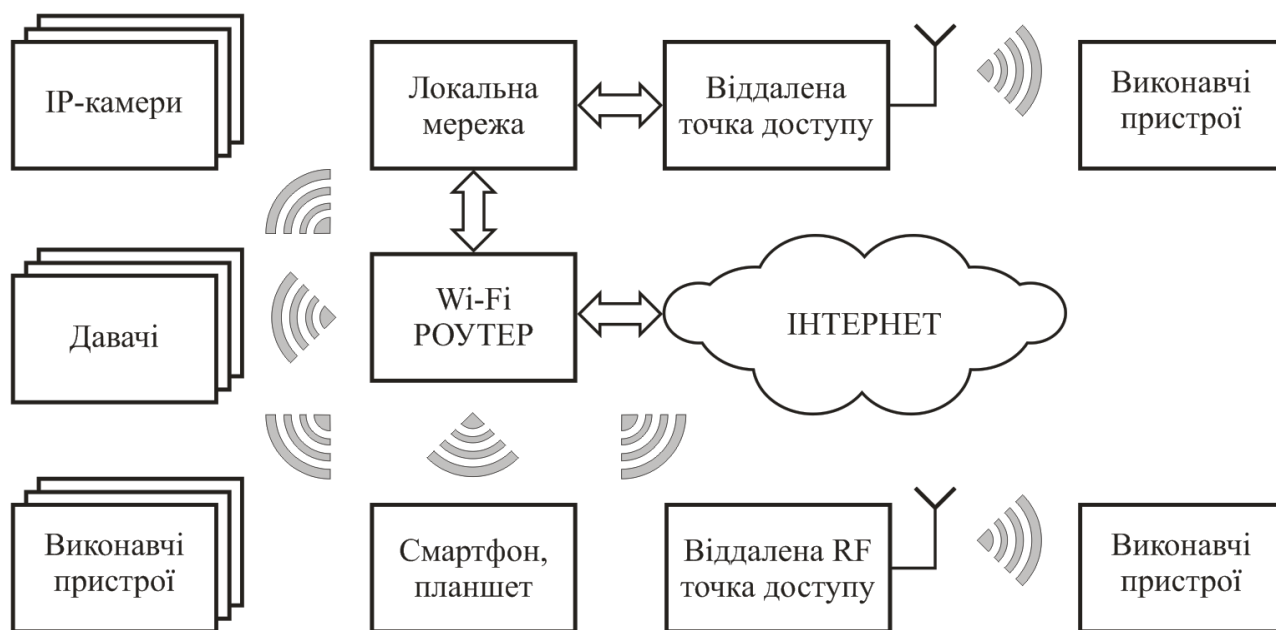 IP-камери
Локальна
мережа
Віддалена
точка доступу
Виконавчі
пристрої
Давачі
Wi-Fi
РОУТЕР
ІНТЕРНЕТ
Виконавчі
пристрої
Смартфон,
планшет
Віддалена RF
точка доступу
Виконавчі
пристрої